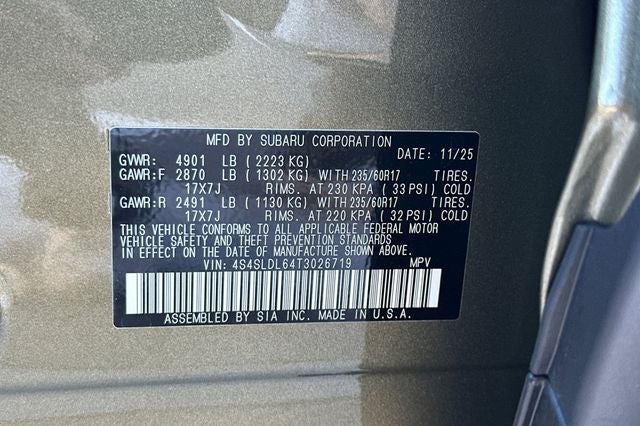 MFD BY SUBARU CORPORATION
GVWR: 4901 LB ( 2223 KG) DATE: 11/25
GAWR:F 2870 LB ( 1302 KG) WITH 235/60R17 TIRES.
17X7J RIMS. AT 230 KPA ( 33 PSI) COLD
GAWR:R 2491 LB ( 1130 KG) WITH 235/60R17 TIRES.
17X7J RIMS. AT 220 KPA ( 32 PSI) COLD
THIS VEHICLE CONFORMS TO ALL APPLICABLE FEDERAL MOTOR
VEHICLE SAFETY AND THEFT PREVENTION STANDARDS
IN EFFECT ON THE DATE OF MANUFACTURE SHOWN ABOVE.
VIN: 4S4SLDL64T3026719 MPV
ASSEMBLED BY SIA INC. MADE IN U.S.A.